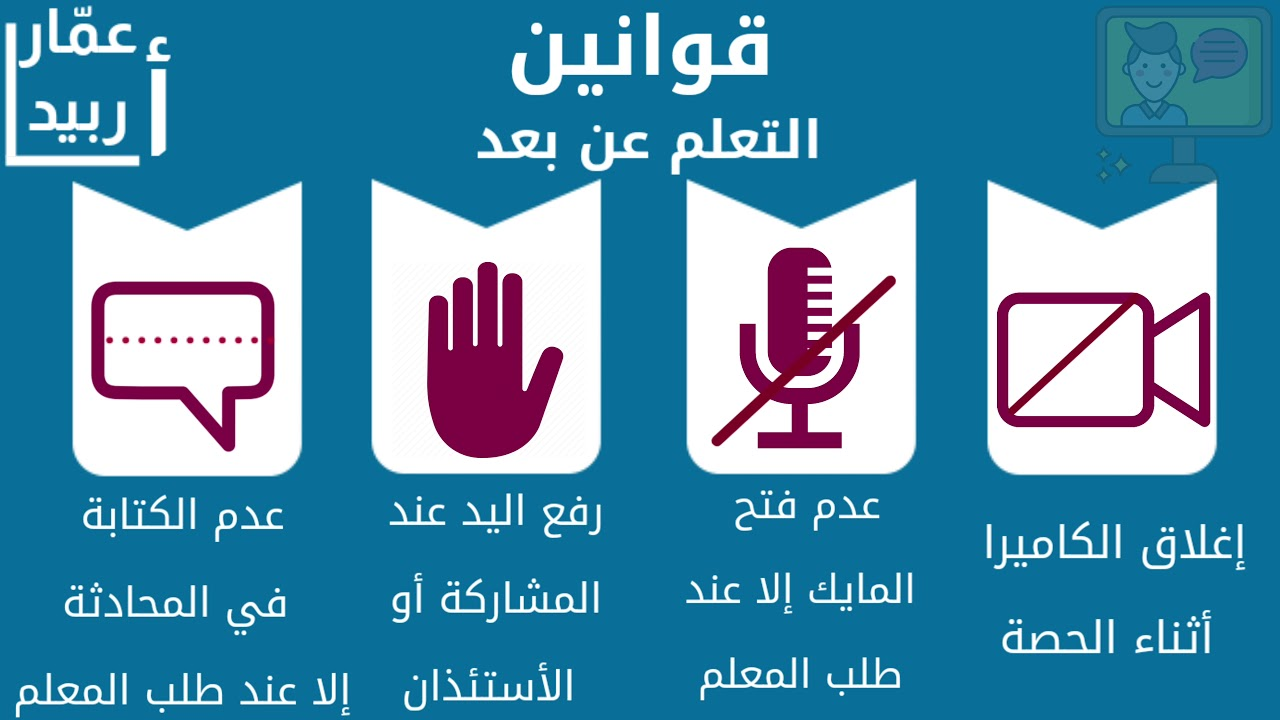 قوانين
التعلم عن بعد
أ
عمّار
ربيد
إغلاق الكاميرا
أثناء الحصة
عدم فتح
المايك إلا عند
طلب المعلم
رفع اليد عند
المشاركة أو
الأستئذان
عدم الكتابة
في المحادثة
إلا عند طلب المعلم